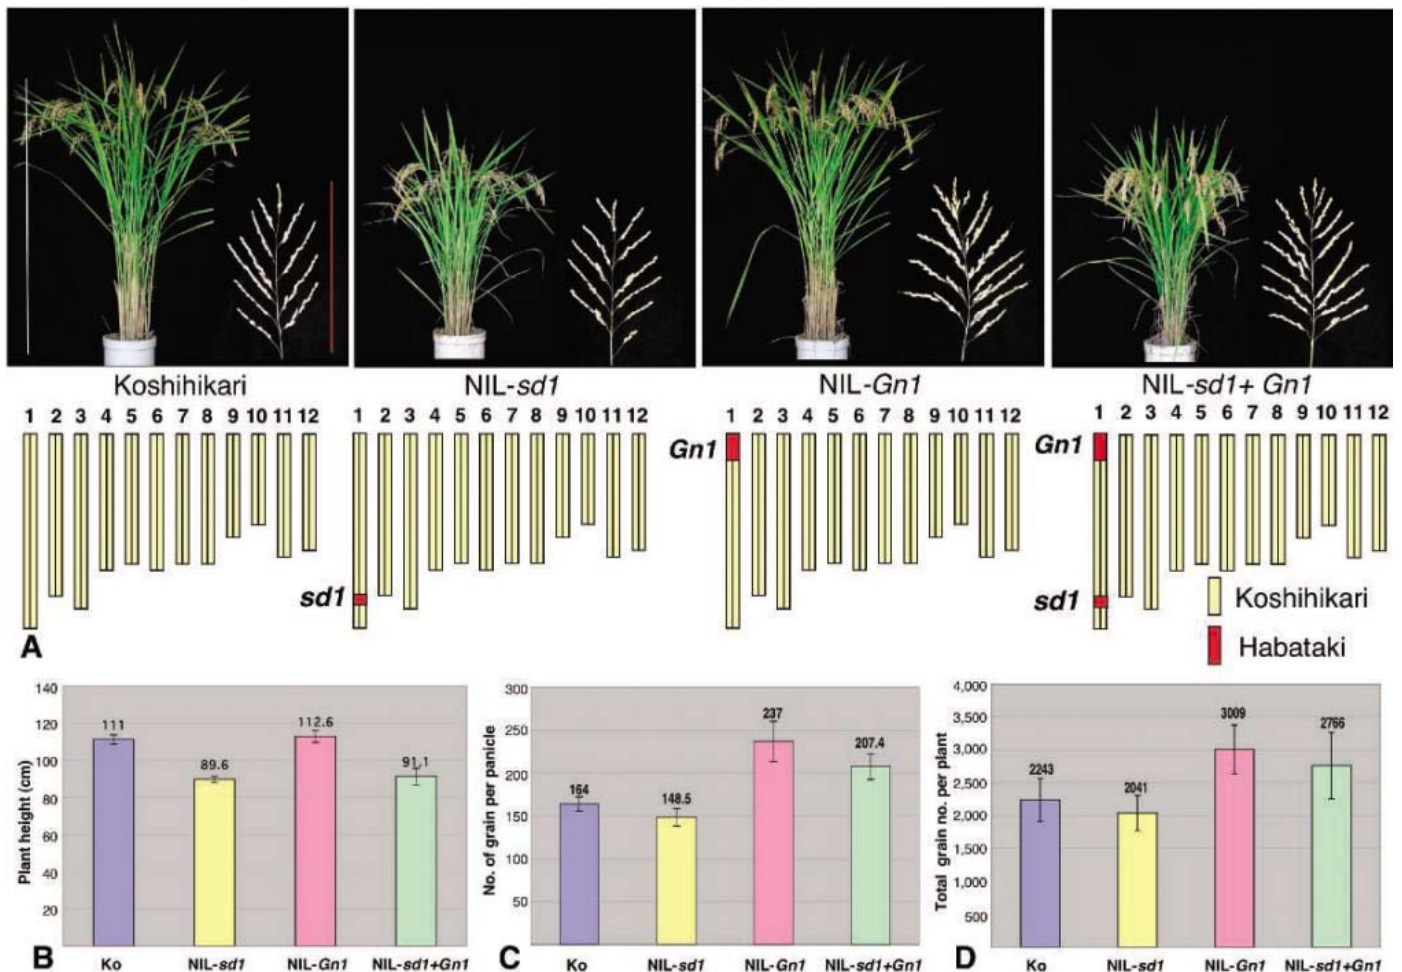 Koshihikari
NIL-sd1
NIL-Gn1
NIL-sd1+ Gn1
1 2 3 4 5 6 7 8 9 10 11 12
1 2 3 4 5 6 7 8 9 10 11 12
1 2 3 4 5 6 7 8 9 10 11 12
1 2 3 4 5 6 7 8 9 10 11 12
Gn1
Gn1
sd1
sd1
Koshihikari
Habataki
A
140
120
100
80
60
40
20
Plant height (cm)
111
89.6
112.6
91.1
B
Ko
NIL-sd1
NIL-Gn1
NIL-sd1+Gn1
300
250
200
150
100
50
No. of grain per panicle
164
148.5
237
207.4
C
Ko
NIL-sd1
NIL-Gn1
NIL-sd1+Gn1
4,000
3,500
3,000
2,500
2,000
1,500
1,000
500
Total grain no. per plant
2243
2041
3009
2766
D
Ko
NIL-sd1
NIL-Gn1
NIL-sd1+Gn1